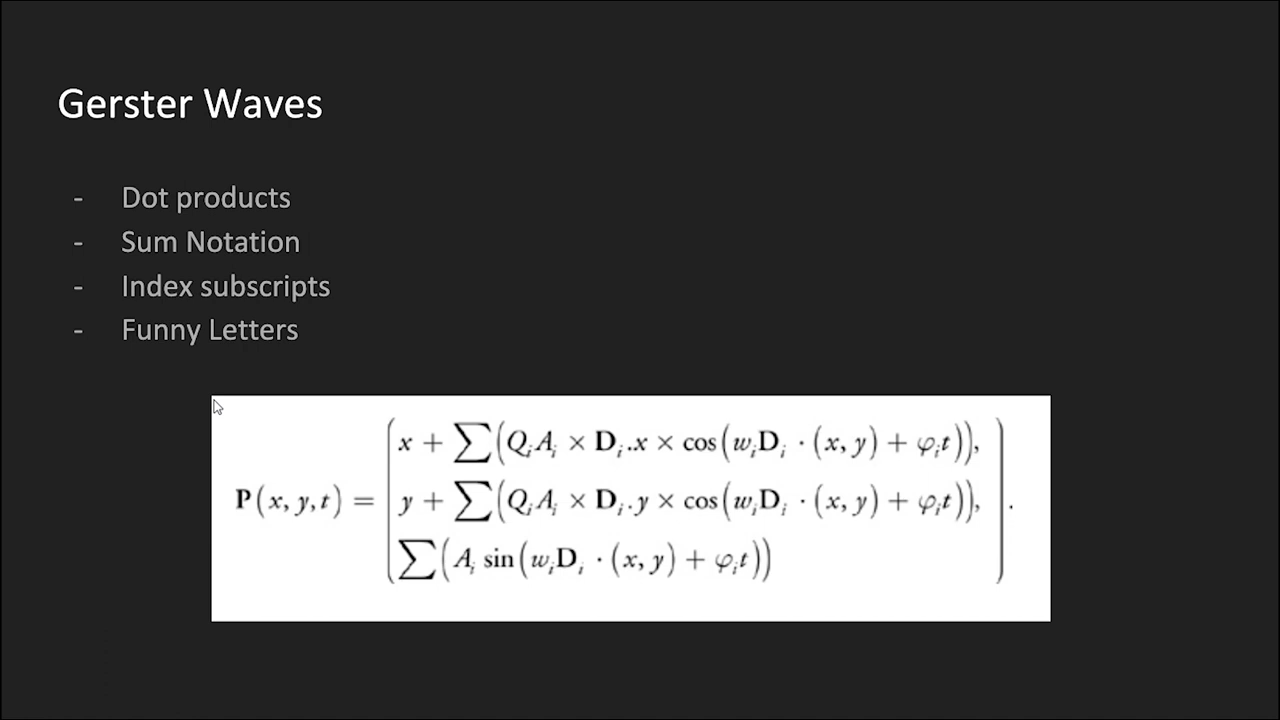 Gerster Waves
- Dot products
- Sum Notation
- Index subscripts
- Funny Letters
x + ∑(QᵢAᵢ × 𝐃ᵢ.x × cos(wᵢ𝐃ᵢ · (x, y) + φᵢt)),
𝐏(x, y, t) = y + ∑(QᵢAᵢ × 𝐃ᵢ.y × cos(wᵢ𝐃ᵢ · (x, y) + φᵢt)), .
∑(Aᵢ sin(wᵢ𝐃ᵢ · (x, y) + φᵢt))